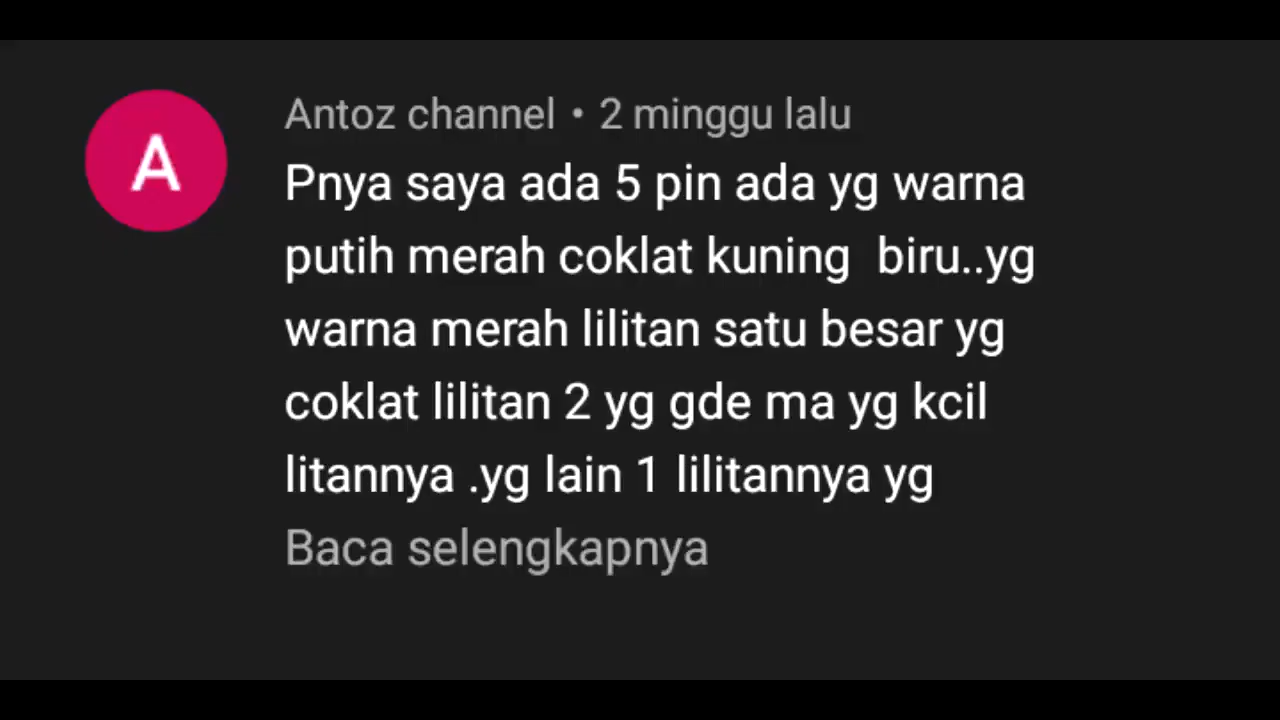 A
Antoz channel • 2 minggu lalu
Pnya saya ada 5 pin ada yg warna
putih merah coklat kuning  biru..yg
warna merah lilitan satu besar yg
coklat lilitan 2 yg gde ma yg kcil
litannya .yg lain 1 lilitannya yg
Baca selengkapnya